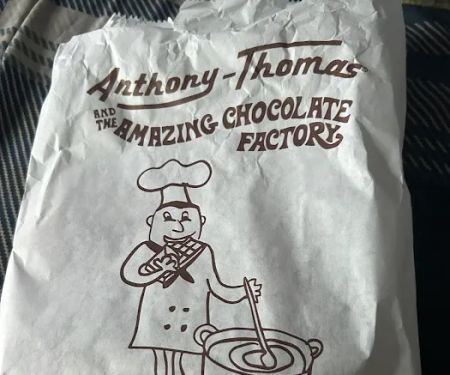 Anthony-Thomas
AND THE AMAZING CHOCOLATE
FACTORY